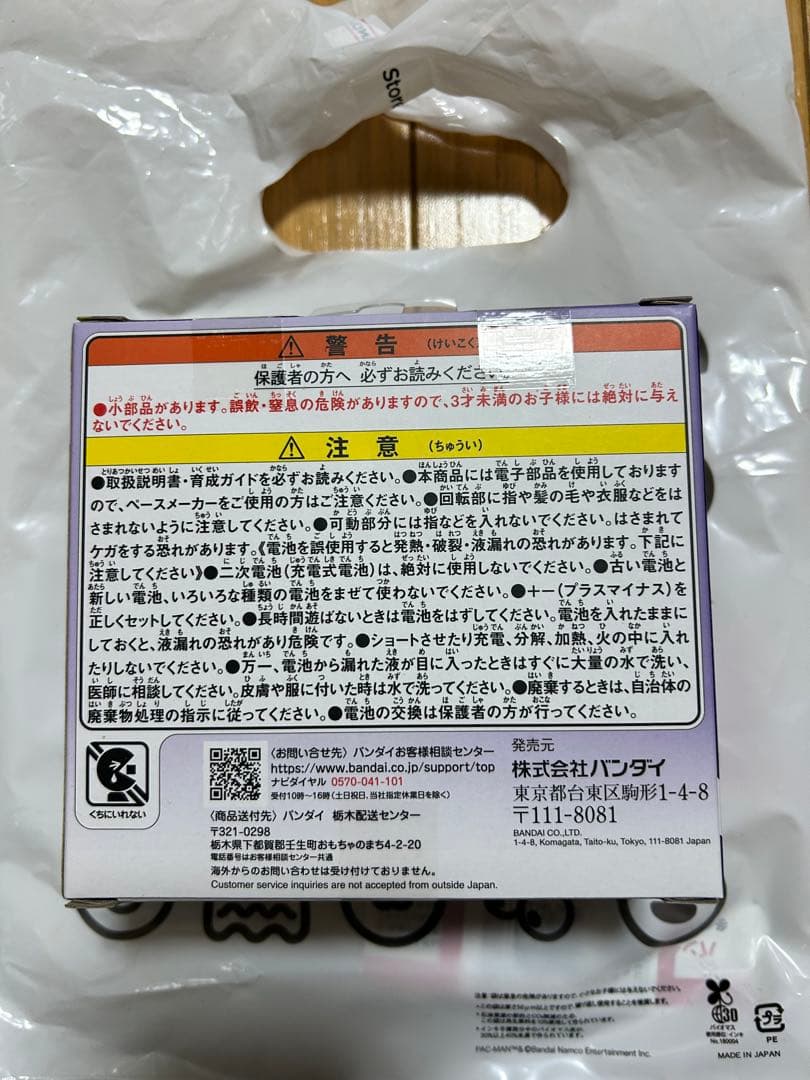 Stor
警告 (けいこく
保護者の方へ 必ずお読みください。
●小部品があります。誤飲・窒息の危険がありますので、3才未満のお子様には絶対に与え
ないでください。
注意 (ちゅうい)
●取扱説明書・育成ガイドを必ずお読みください。●本商品には電子部品を使用しております
ので、ペースメーカーをご使用の方はご注意ください。●回転部に指や髪の毛や衣服などをは
さまれないように注意してください。●可動部分には指などを入れないでください。はさまれて
ケガをする恐れがあります。《電池を誤使用すると発熱・破裂・液漏れの恐れがあります。下記に
注意してください》●二次電池(充電式電池)は、絶対に使用しないでください。●古い電池と
新しい電池、いろいろな種類の電池をまぜて使わないでください。●+−(プラスマイナス)を
正しくセットしてください。●長時間遊ばないときは電池をはずしてください。電池を入れたままに
しておくと、液漏れの恐れがあり危険です。●ショートさせたり充電、分解、加熱、火の中に入れ
たりしないでください。●万一、電池から漏れた液が目に入ったときはすぐに大量の水で洗い、
医師に相談してください。皮膚や服に付いた時は水で洗ってください。●廃棄するときは、自治体の
廃棄物処理の指示に従ってください。●電池の交換は保護者の方が行ってください。
くちにいれない
〈お問い合せ先〉バンダイお客様相談センター
https://www.bandai.co.jp/support/top
ナビダイヤル 0570-041-101
受付10時〜16時(土日祝日、当社指定休業日を除く)
〈商品送付先〉バンダイ 栃木配送センター
〒321-0298
栃木県下都賀郡壬生町おもちゃのまち4-2-20
電話番号はお客様相談センター共通
海外からのお問い合わせは受け付けておりません。
Customer service inquiries are not accepted from outside Japan.
発売元
株式会社バンダイ
東京都台東区駒形1-4-8
〒111-8081
BANDAI CO.,LTD.
1-4-8, Komagata, Taito-ku, Tokyo, 111-8081 Japan
PAC-MAN™&©Bandai Namco Entertainment Inc.
30
バイオマス
No.180004
プラ
PE
MADE IN JAPAN